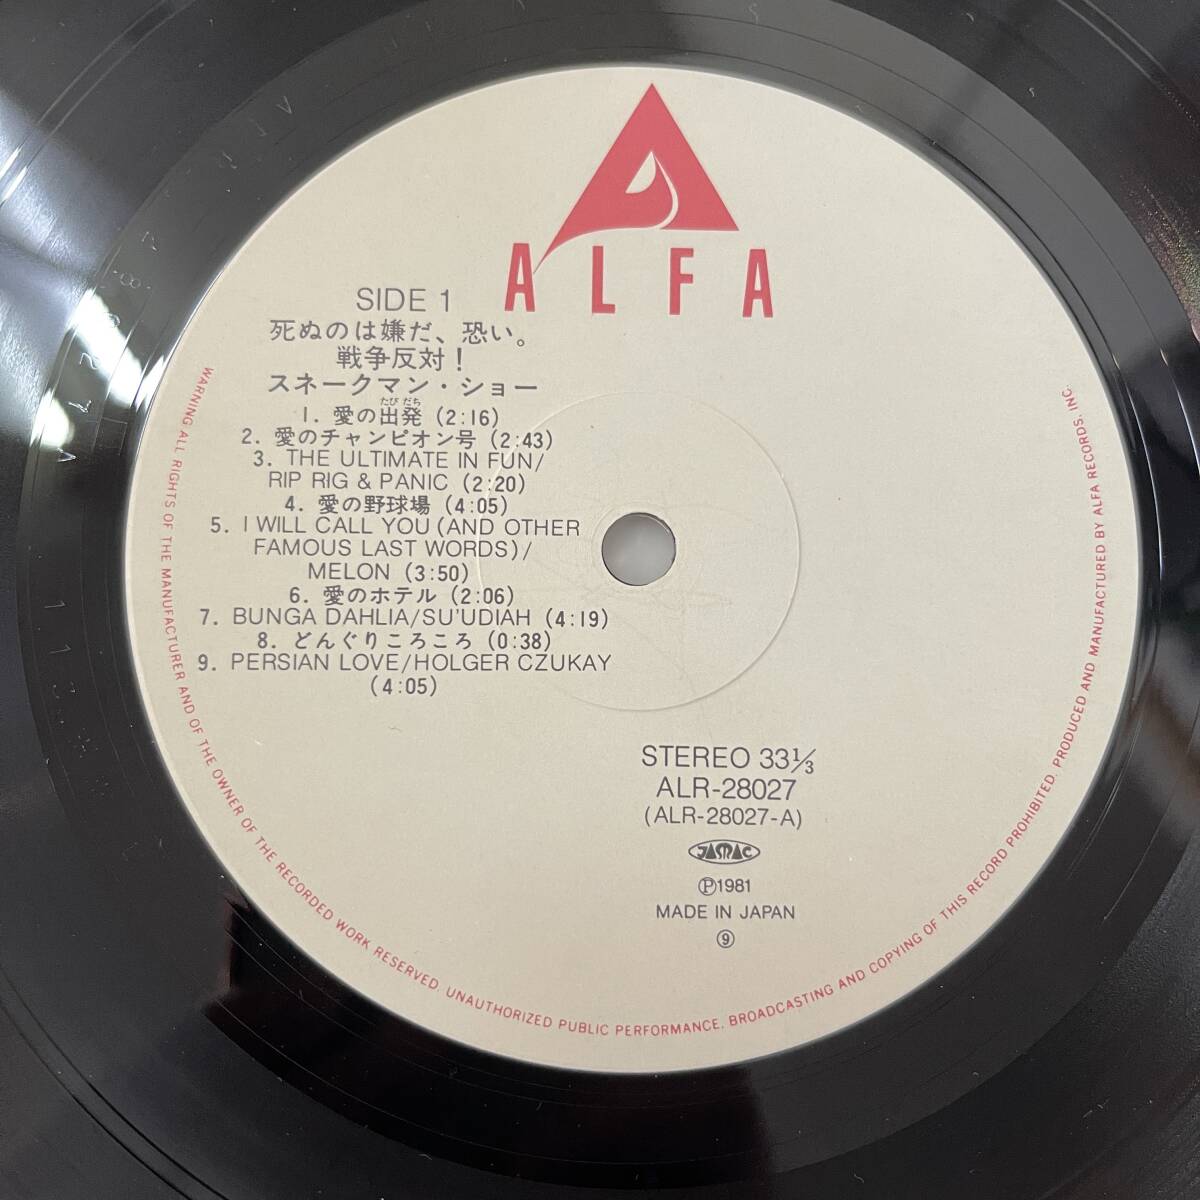 ALFA
SIDE 1
死ぬのは嫌だ、恐い。
戦争反対！
スネークマン・ショー
たび だち
1. 愛の出発 (2:16)
2. 愛のチャンピオン号 (2:43)
3. THE ULTIMATE IN FUN/
RIP RIG & PANIC (2:20)
4. 愛の野球場 (4:05)
5. I WILL CALL YOU (AND OTHER
FAMOUS LAST WORDS)/
MELON (3:50)
6. 愛のホテル (2:06)
7. BUNGA DAHLIA/SU'UDIAH (4:19)
8. どんぐりころころ (0:38)
9. PERSIAN LOVE/HOLGER CZUKAY
(4:05)
STEREO 33⅓
ALR-28027
(ALR-28027-A)
JASRAC
Ⓟ1981
MADE IN JAPAN
⑨
WARNING ALL RIGHTS OF THE MANUFACTURER AND OF THE OWNER OF THE RECORDED WORK RESERVED. UNAUTHORIZED PUBLIC PERFORMANCE, BROADCASTING AND COPYING OF THIS RECORD PROHIBITED. PRODUCED AND MANUFACTURED BY ALFA RECORDS, INC.